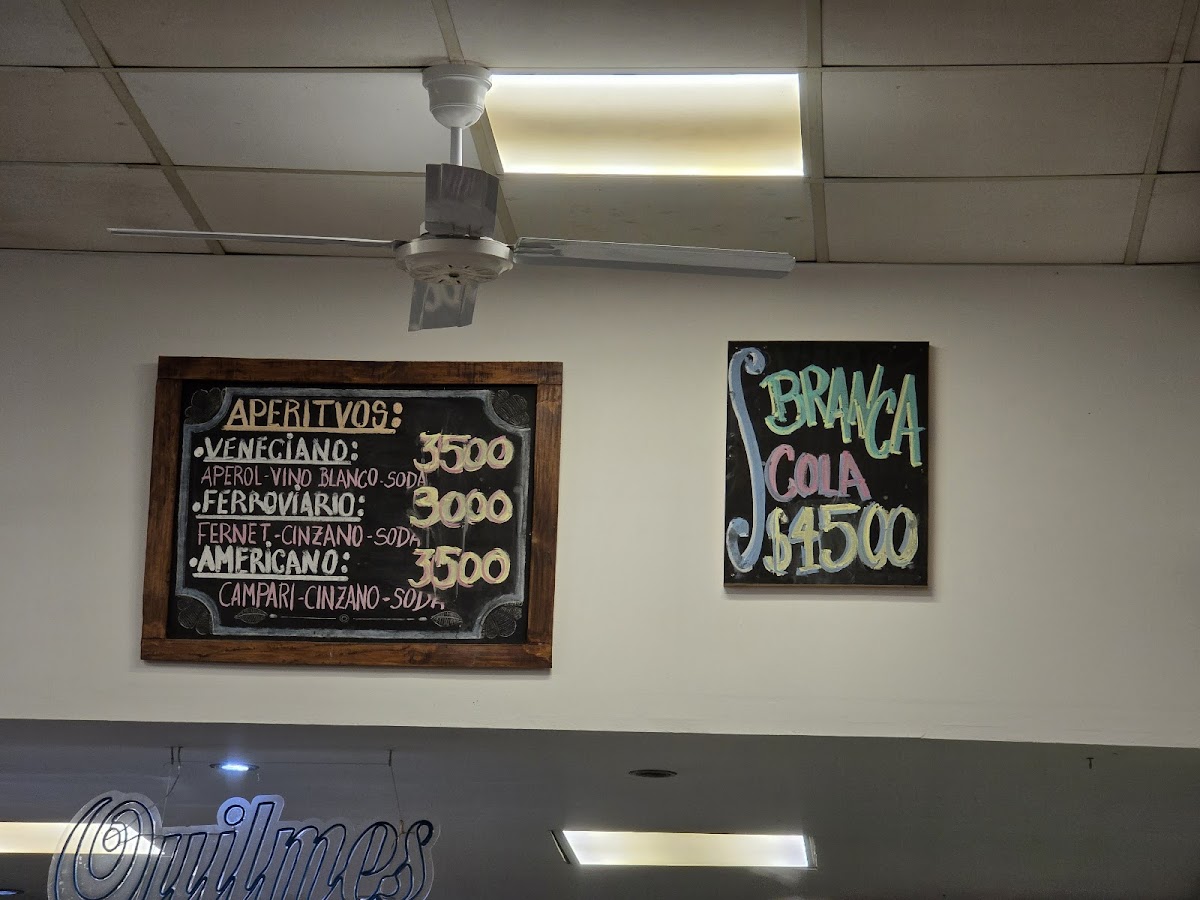 APERITVOS:
•VENECIANO: 3500
APEROL-VINO BLANCO-SODA
•FERROVIARIO: 3000
FERNET-CINZANO-SODA
•AMERICANO: 3500
CAMPARI-CINZANO-SODA
BRANCA
COLA
$4500
Quilmes